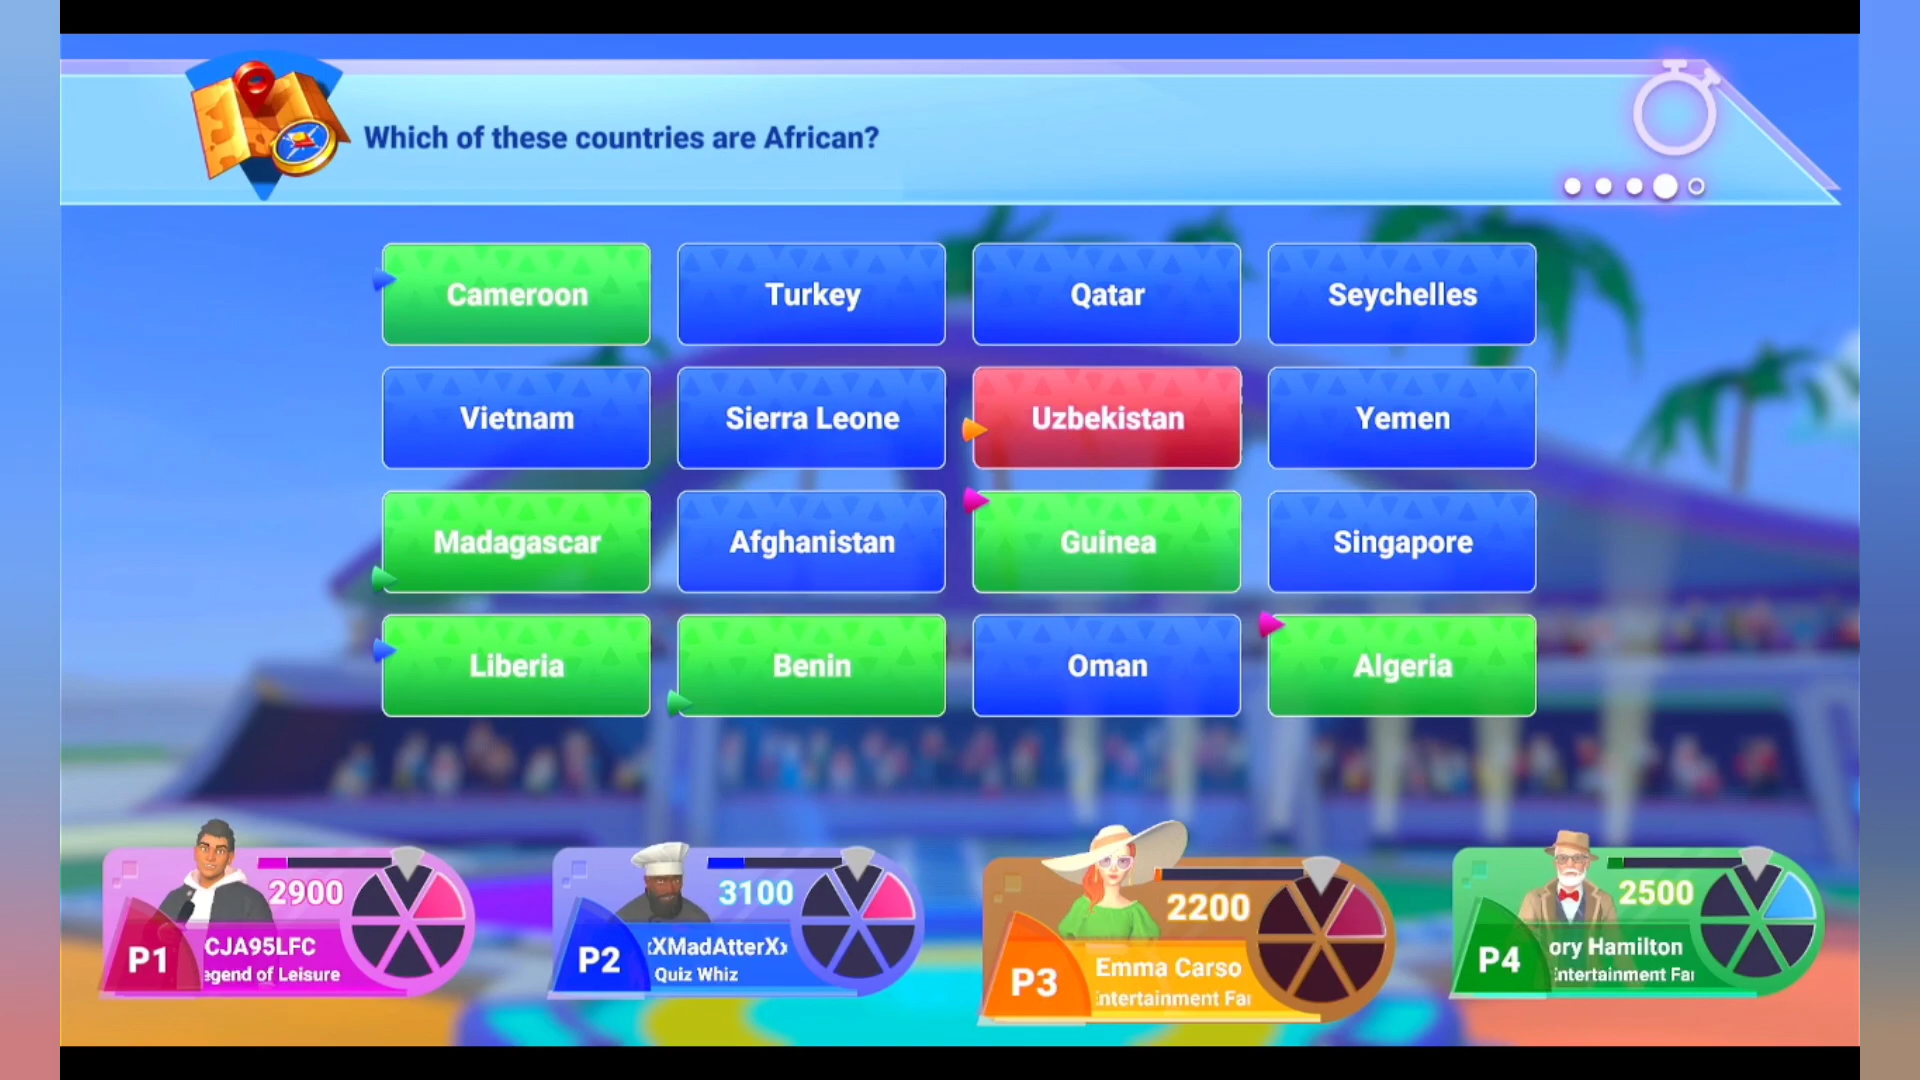 Which of these countries are African?
Cameroon
Turkey
Qatar
Seychelles
Vietnam
Sierra Leone
Uzbekistan
Yemen
Madagascar
Afghanistan
Guinea
Singapore
Liberia
Benin
Oman
Algeria
2900
P1
CJA95LFC
egend of Leisure
3100
P2
XMadAtterX
Quiz Whiz
2200
P3
Emma Carso
ntertainment Fa
2500
P4
ory Hamilton
ntertainment Fa